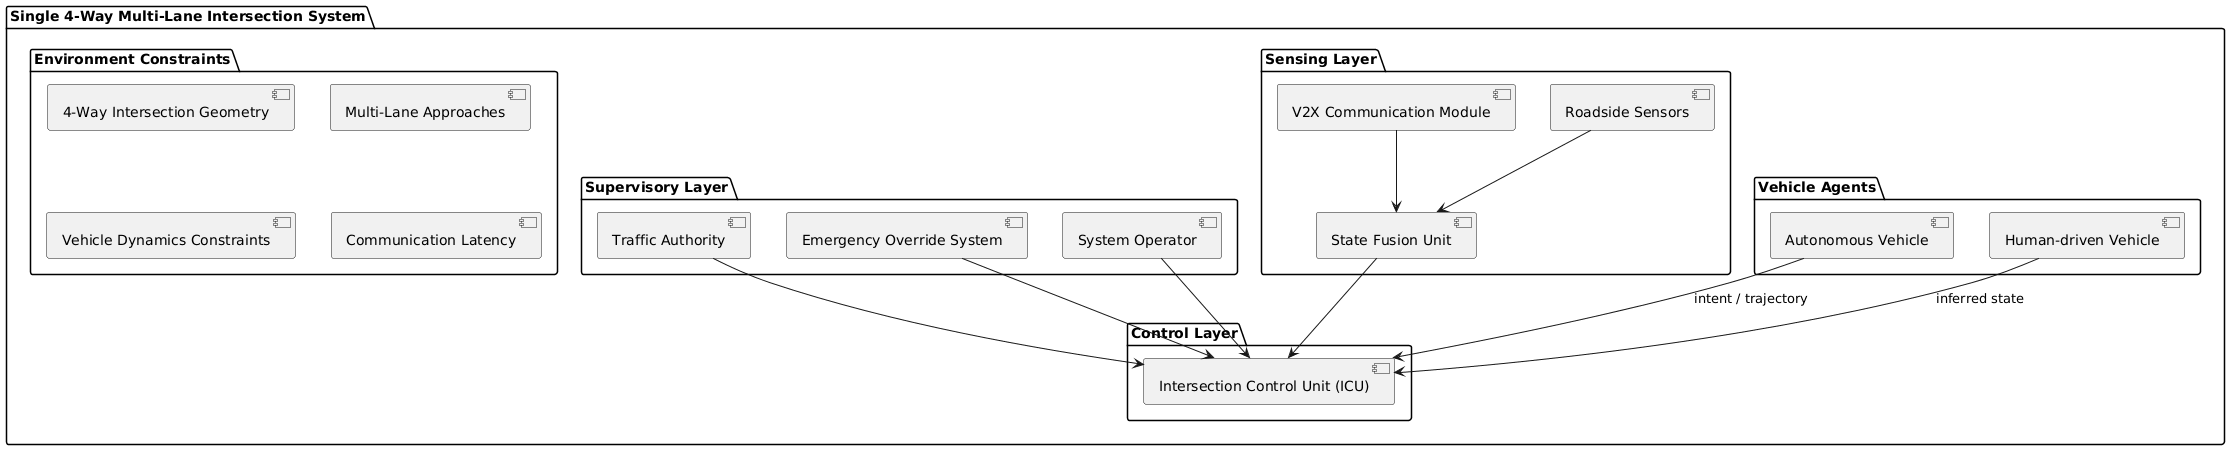 Single 4-Way Multi-Lane Intersection System
Environment Constraints
4-Way Intersection Geometry
Multi-Lane Approaches
Vehicle Dynamics Constraints
Communication Latency
Supervisory Layer
Traffic Authority
Emergency Override System
System Operator
Sensing Layer
V2X Communication Module
Roadside Sensors
State Fusion Unit
Vehicle Agents
Autonomous Vehicle
Human-driven Vehicle
intent / trajectory
inferred state
Control Layer
Intersection Control Unit (ICU)